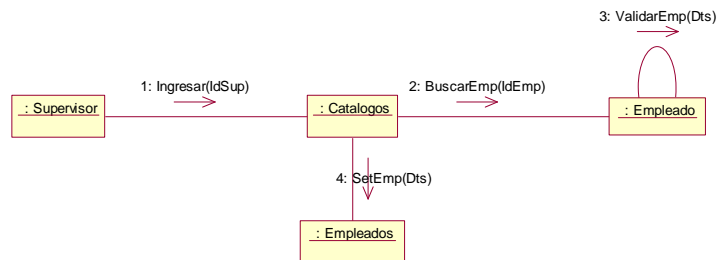 3: ValidarEmp(Dts)
1: Ingresar(IdSup)
2: BuscarEmp(IdEmp)
: Supervisor
: Catalogos
: Empleado
4: SetEmp(Dts)
: Empleados